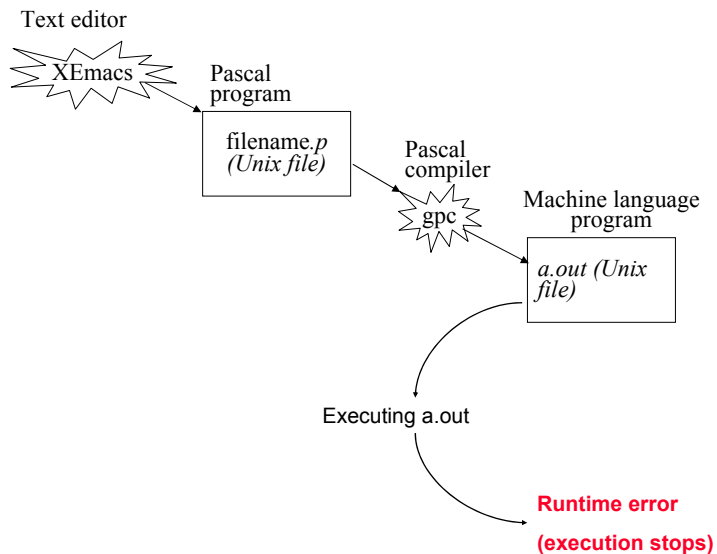 Text editor
XEmacs
Pascal
program
filename.p
(Unix file)
Pascal
compiler
gpc
Machine language
program
a.out (Unix
file)
Executing a.out
Runtime error
(execution stops)